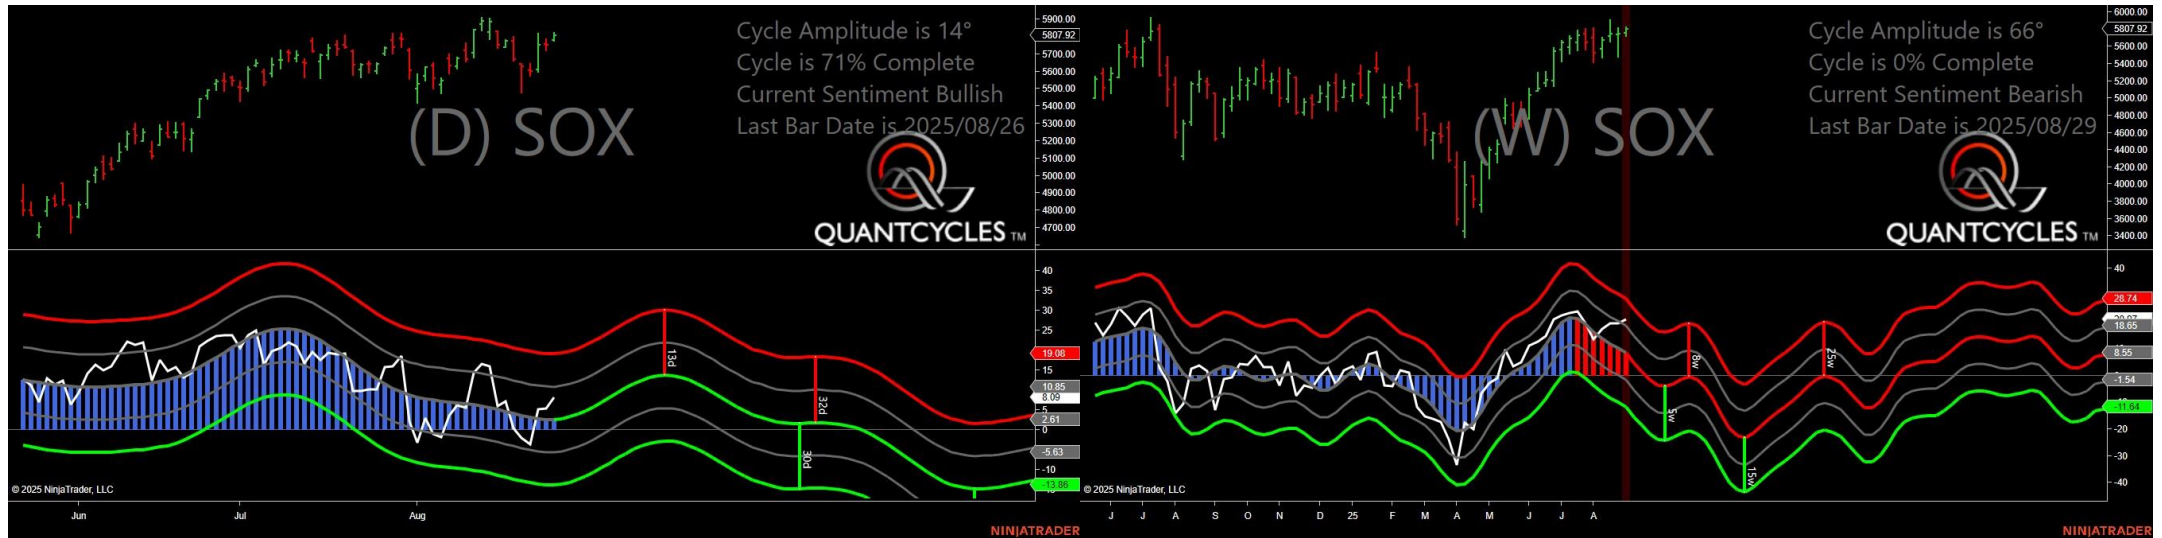 Cycle Amplitude is 14°
Cycle is 71% Complete
Current Sentiment Bullish
Last Bar Date is 2025/08/26
(D) SOX
QUANTCYCLES TM
5900.00
5807.92
5700.00
5600.00
5500.00
5400.00
5300.00
5200.00
5100.00
5000.00
4900.00
4800.00
4700.00
40
35
30
25
19.08
15
10.85
8.09
5
2.61
0
-5.63
-10
-13.86
13d
32d
30d
© 2025 NinjaTrader, LLC
Jun
Jul
Aug
NINJATRADER
Cycle Amplitude is 66°
Cycle is 0% Complete
Current Sentiment Bearish
Last Bar Date is 2025/08/29
(W) SOX
QUANTCYCLES TM
6000.00
5807.92
5600.00
5400.00
5200.00
5000.00
4800.00
4600.00
4400.00
4200.00
4000.00
3800.00
3600.00
3400.00
40
28.74
18.65
8.55
-1.54
-11.64
-20
-30
-40
8w
25w
5w
15w
© 2025 NinjaTrader, LLC
J
J
A
S
O
N
D
25
F
M
A
M
J
J
A
NINJATRADER